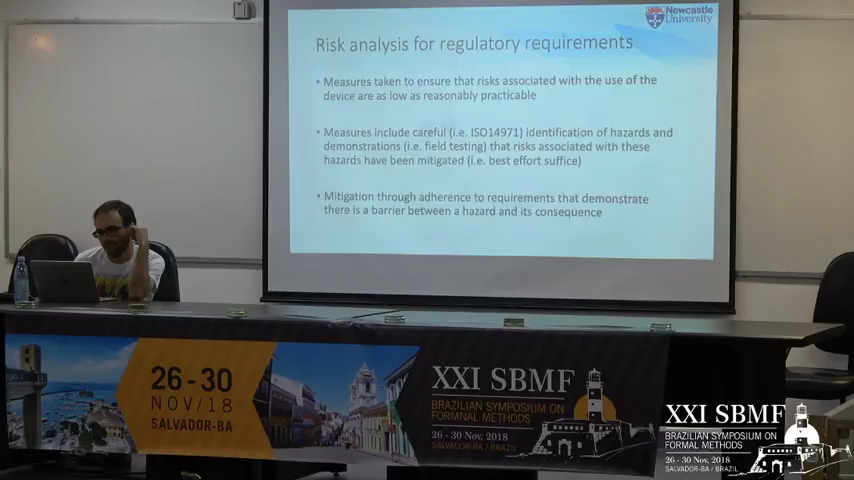 Newcastle
University
Risk analysis for regulatory requirements
• Measures taken to ensure that risks associated with the use of the
device are as low as reasonably practicable
• Measures include careful (i.e. ISO14971) identification of hazards and
demonstrations (i.e. field testing) that risks associated with these
hazards have been mitigated (i.e. best effort suffice)
• Mitigation through adherence to requirements that demonstrate
there is a barrier between a hazard and its consequence
26-30
NOV/18
SALVADOR-BA
XXI SBMF
BRAZILIAN SYMPOSIUM ON
FORMNAL METHODS
26 - 30 Nov, 2018
SALVADOR-BA / BRAZIL
XXI SBMF
BRAZILIAN SYMPOSIUM ON
FORMAL METHODS
26 - 30 Nov, 2018
SALVADOR-BA / BRAZIL